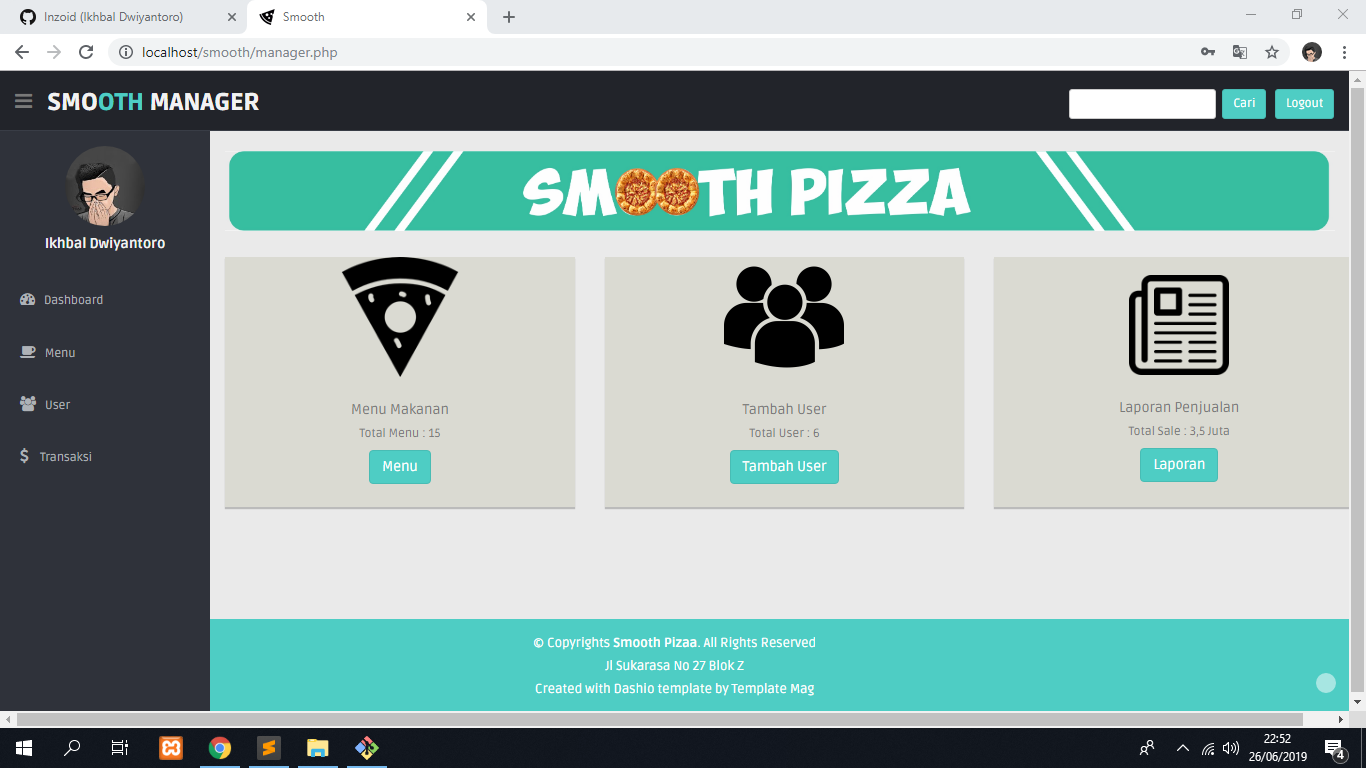 Inzoid (Ikhbal Dwiyantoro)
Smooth
localhost/smooth/manager.php
SMOOTH MANAGER
Cari
Logout
SMOOTH PIZZA
Ikhbal Dwiyantoro
Dashboard
Menu
User
Transaksi
Menu Makanan
Total Menu : 15
Menu
Tambah User
Total User : 6
Tambah User
Laporan Penjualan
Total Sale : 3,5 Juta
Laporan
© Copyrights Smooth Pizaa. All Rights Reserved
Jl Sukarasa No 27 Blok Z
Created with Dashio template by Template Mag
22:52
26/06/2019
4